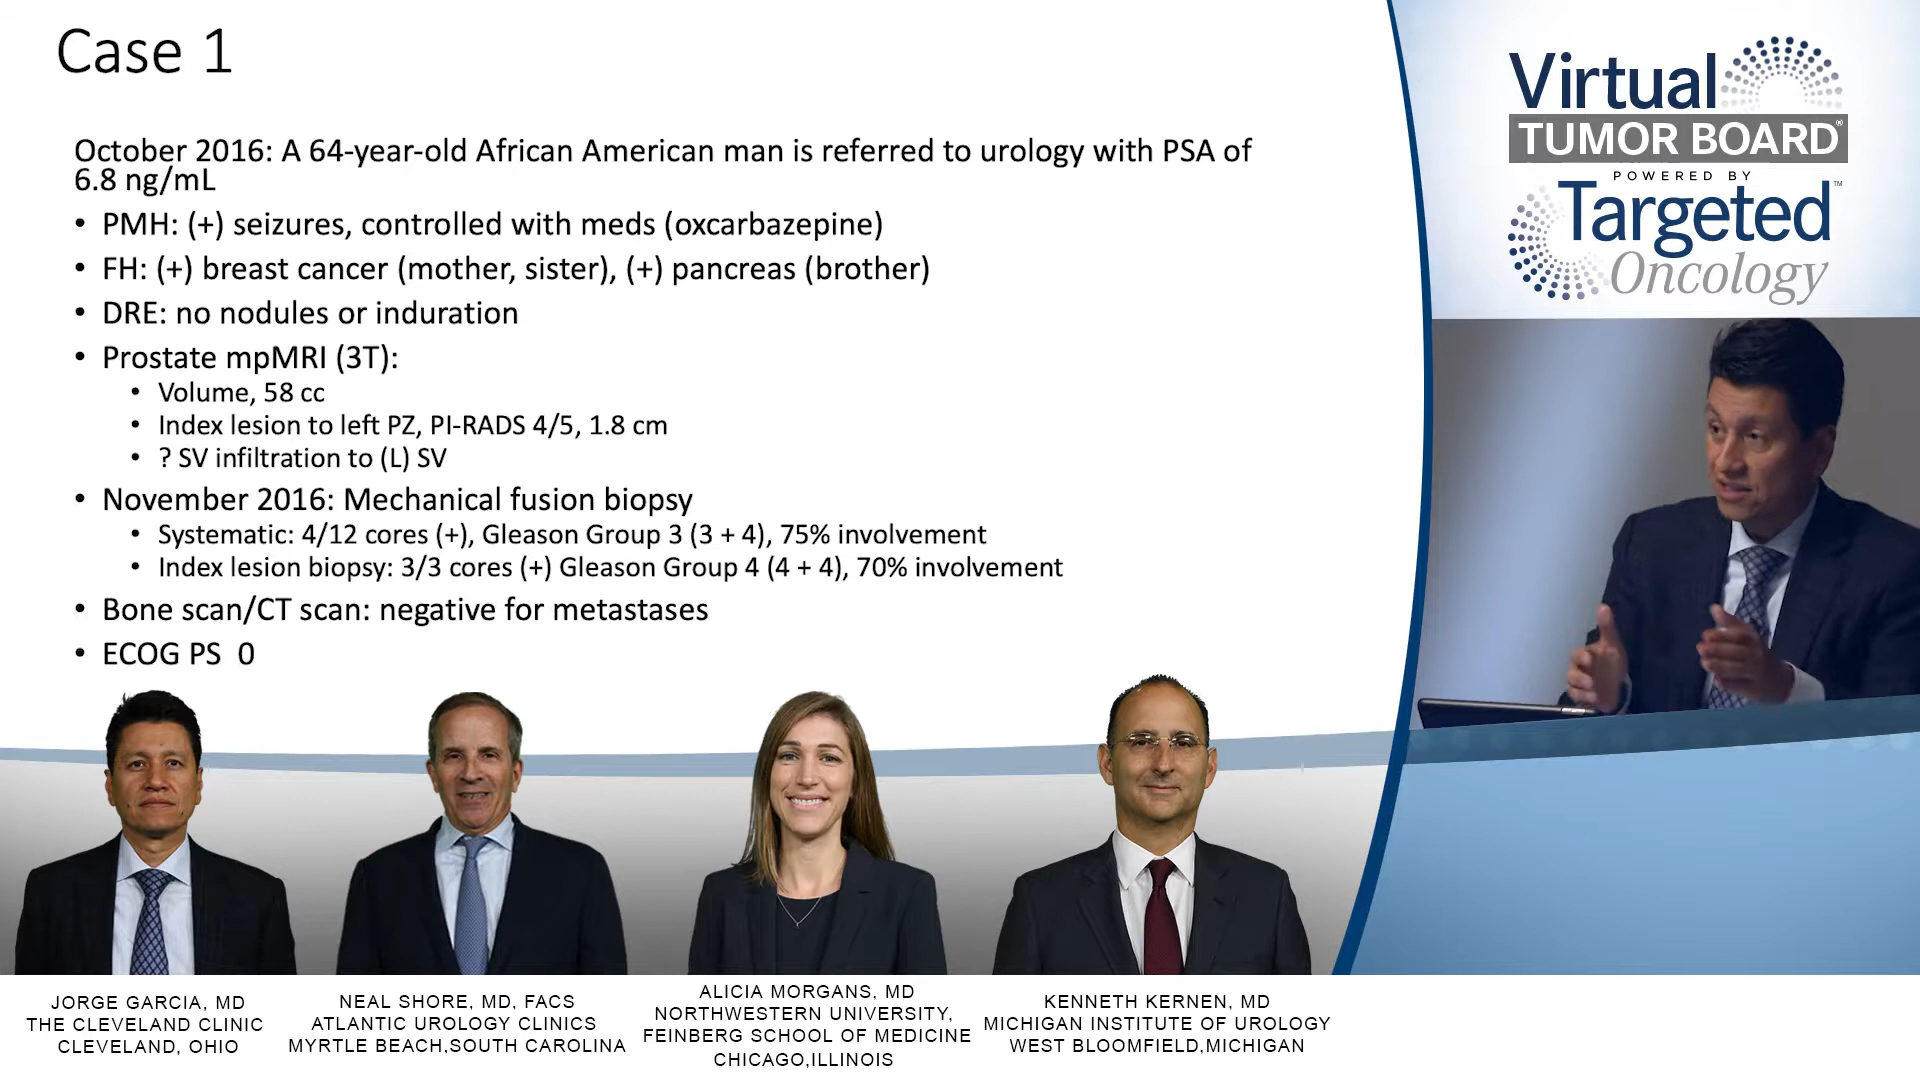 Case 1
October 2016: A 64-year-old African American man is referred to urology with PSA of
6.8 ng/mL
• PMH: (+) seizures, controlled with meds (oxcarbazepine)
• FH: (+) breast cancer (mother, sister), (+) pancreas (brother)
• DRE: no nodules or induration
• Prostate mpMRI (3T):
• Volume, 58 cc
• Index lesion to left PZ, PI-RADS 4/5, 1.8 cm
• ? SV infiltration to (L) SV
• November 2016: Mechanical fusion biopsy
• Systematic: 4/12 cores (+), Gleason Group 3 (3 + 4), 75% involvement
• Index lesion biopsy: 3/3 cores (+) Gleason Group 4 (4 + 4), 70% involvement
• Bone scan/CT scan: negative for metastases
• ECOG PS 0
Virtual
TUMOR BOARD®
POWERED BY
Targeted™
Oncology
JORGE GARCIA, MD
THE CLEVELAND CLINIC
CLEVELAND, OHIO
NEAL SHORE, MD, FACS
ATLANTIC UROLOGY CLINICS
MYRTLE BEACH,SOUTH CAROLINA
ALICIA MORGANS, MD
NORTHWESTERN UNIVERSITY,
FEINBERG SCHOOL OF MEDICINE
CHICAGO,ILLINOIS
KENNETH KERNEN, MD
MICHIGAN INSTITUTE OF UROLOGY
WEST BLOOMFIELD,MICHIGAN